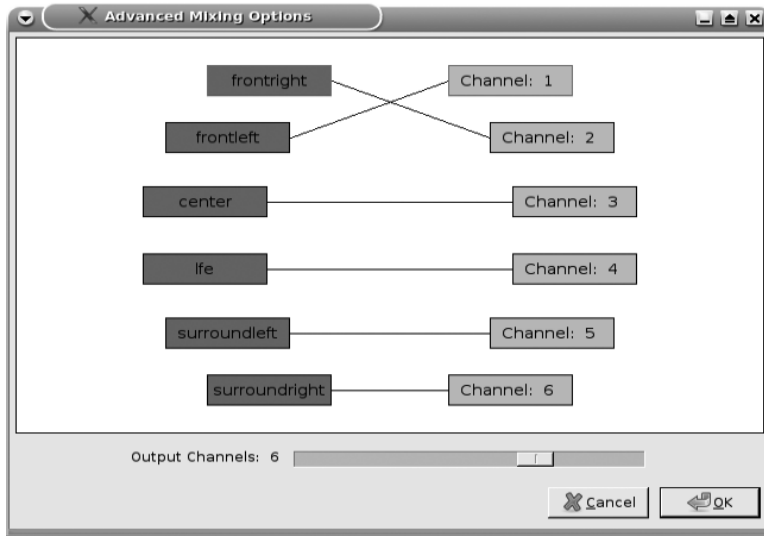 Advanced Mixing Options
frontright Channel: 1
frontleft Channel: 2
center Channel: 3
lfe Channel: 4
surroundleft Channel: 5
surroundright Channel: 6
Output Channels: 6
Cancel OK